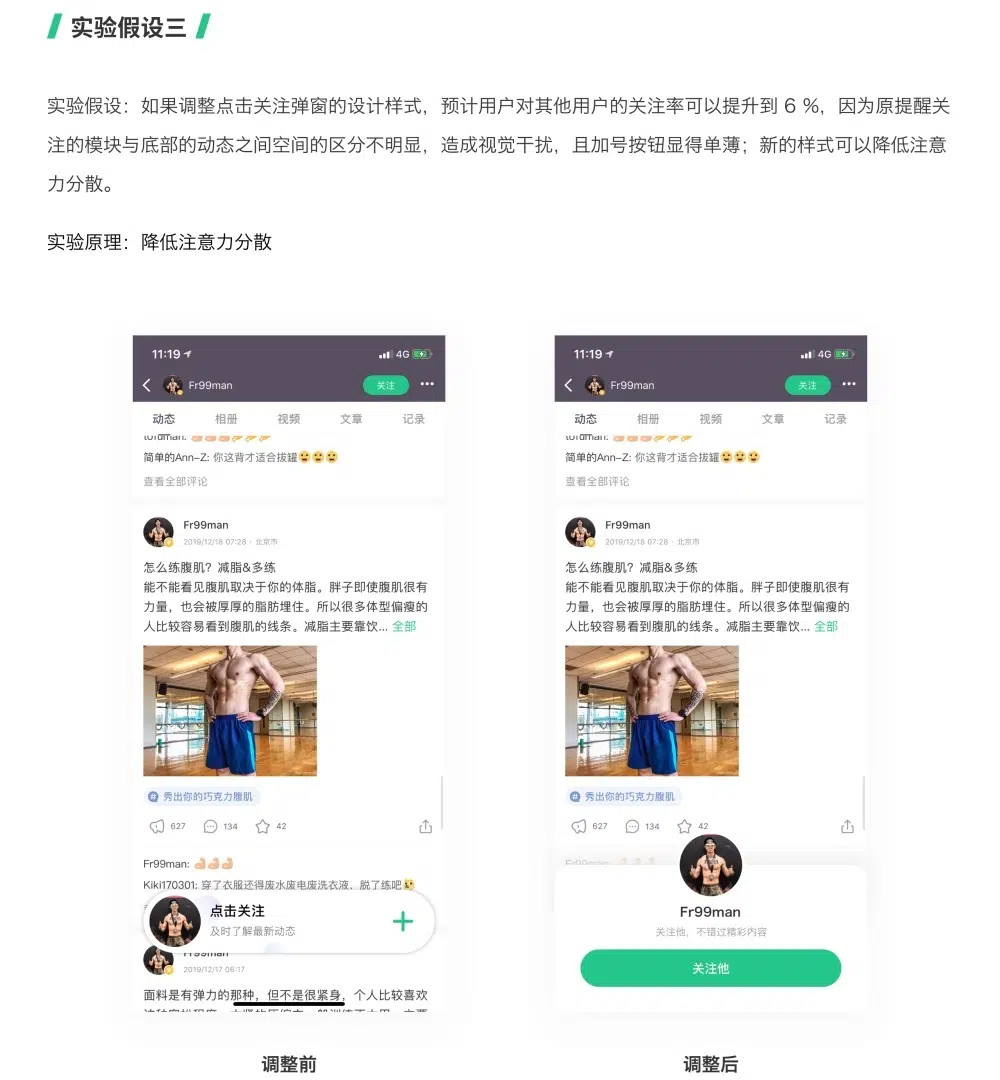 实验假设三
实验假设：如果调整点击关注弹窗的设计样式，预计用户对其他用户的关注率可以提升到 6 %，因为原提醒关
注的模块与底部的动态之间空间的区分不明显，造成视觉干扰，且加号按钮显得单薄；新的样式可以降低注意
力分散。
实验原理：降低注意力分散
11:19
4G
Fr99man
关注
动态 相册 视频 文章 记录
简单的Ann-Z: 你这背才适合拔罐😀😀😀
查看全部评论
Fr99man
2019/12/18 07:28 · 北京市
怎么练腹肌？减脂&多练
能不能看见腹肌取决于你的体脂。胖子即使腹肌很有
力量，也会被厚厚的脂肪埋住。所以很多体型偏瘦的
人比较容易看到腹肌的线条。减脂主要靠饮... 全部
# 秀出你的巧克力腹肌
627 134 42
Fr99man: 💪🏻💪🏻💪🏻
Kiki170301: 穿了衣服还得废水废电废洗衣液，脱了练吧
点击关注
及时了解最新动态
Fr99man
2019/12/17 06:17
面料是有弹力的那种，但不是很紧身，个人比较喜欢
调整前
11:19
4G
Fr99man
关注
动态 相册 视频 文章 记录
简单的Ann-Z: 你这背才适合拔罐😀😀😀
查看全部评论
Fr99man
2019/12/18 07:28 · 北京市
怎么练腹肌？减脂&多练
能不能看见腹肌取决于你的体脂。胖子即使腹肌很有
力量，也会被厚厚的脂肪埋住。所以很多体型偏瘦的
人比较容易看到腹肌的线条。减脂主要靠饮... 全部
# 秀出你的巧克力腹肌
627 134 42
Fr99man:
Fr99man
关注他，不错过精彩内容
关注他
调整后